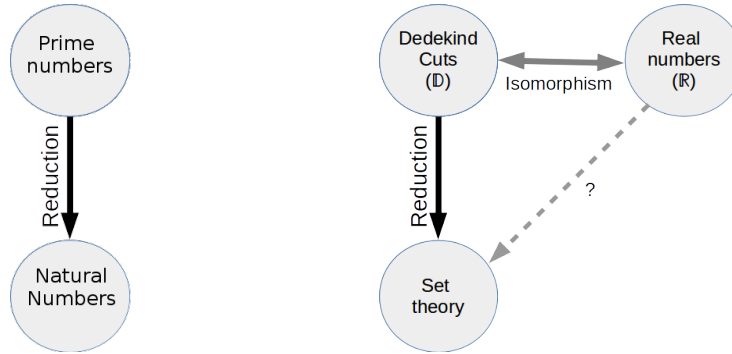 Prime
numbers
Reduction
Natural
Numbers
Dedekind
Cuts
(𝔻)
Isomorphism
Real
numbers
(ℝ)
Reduction
?
Set
theory